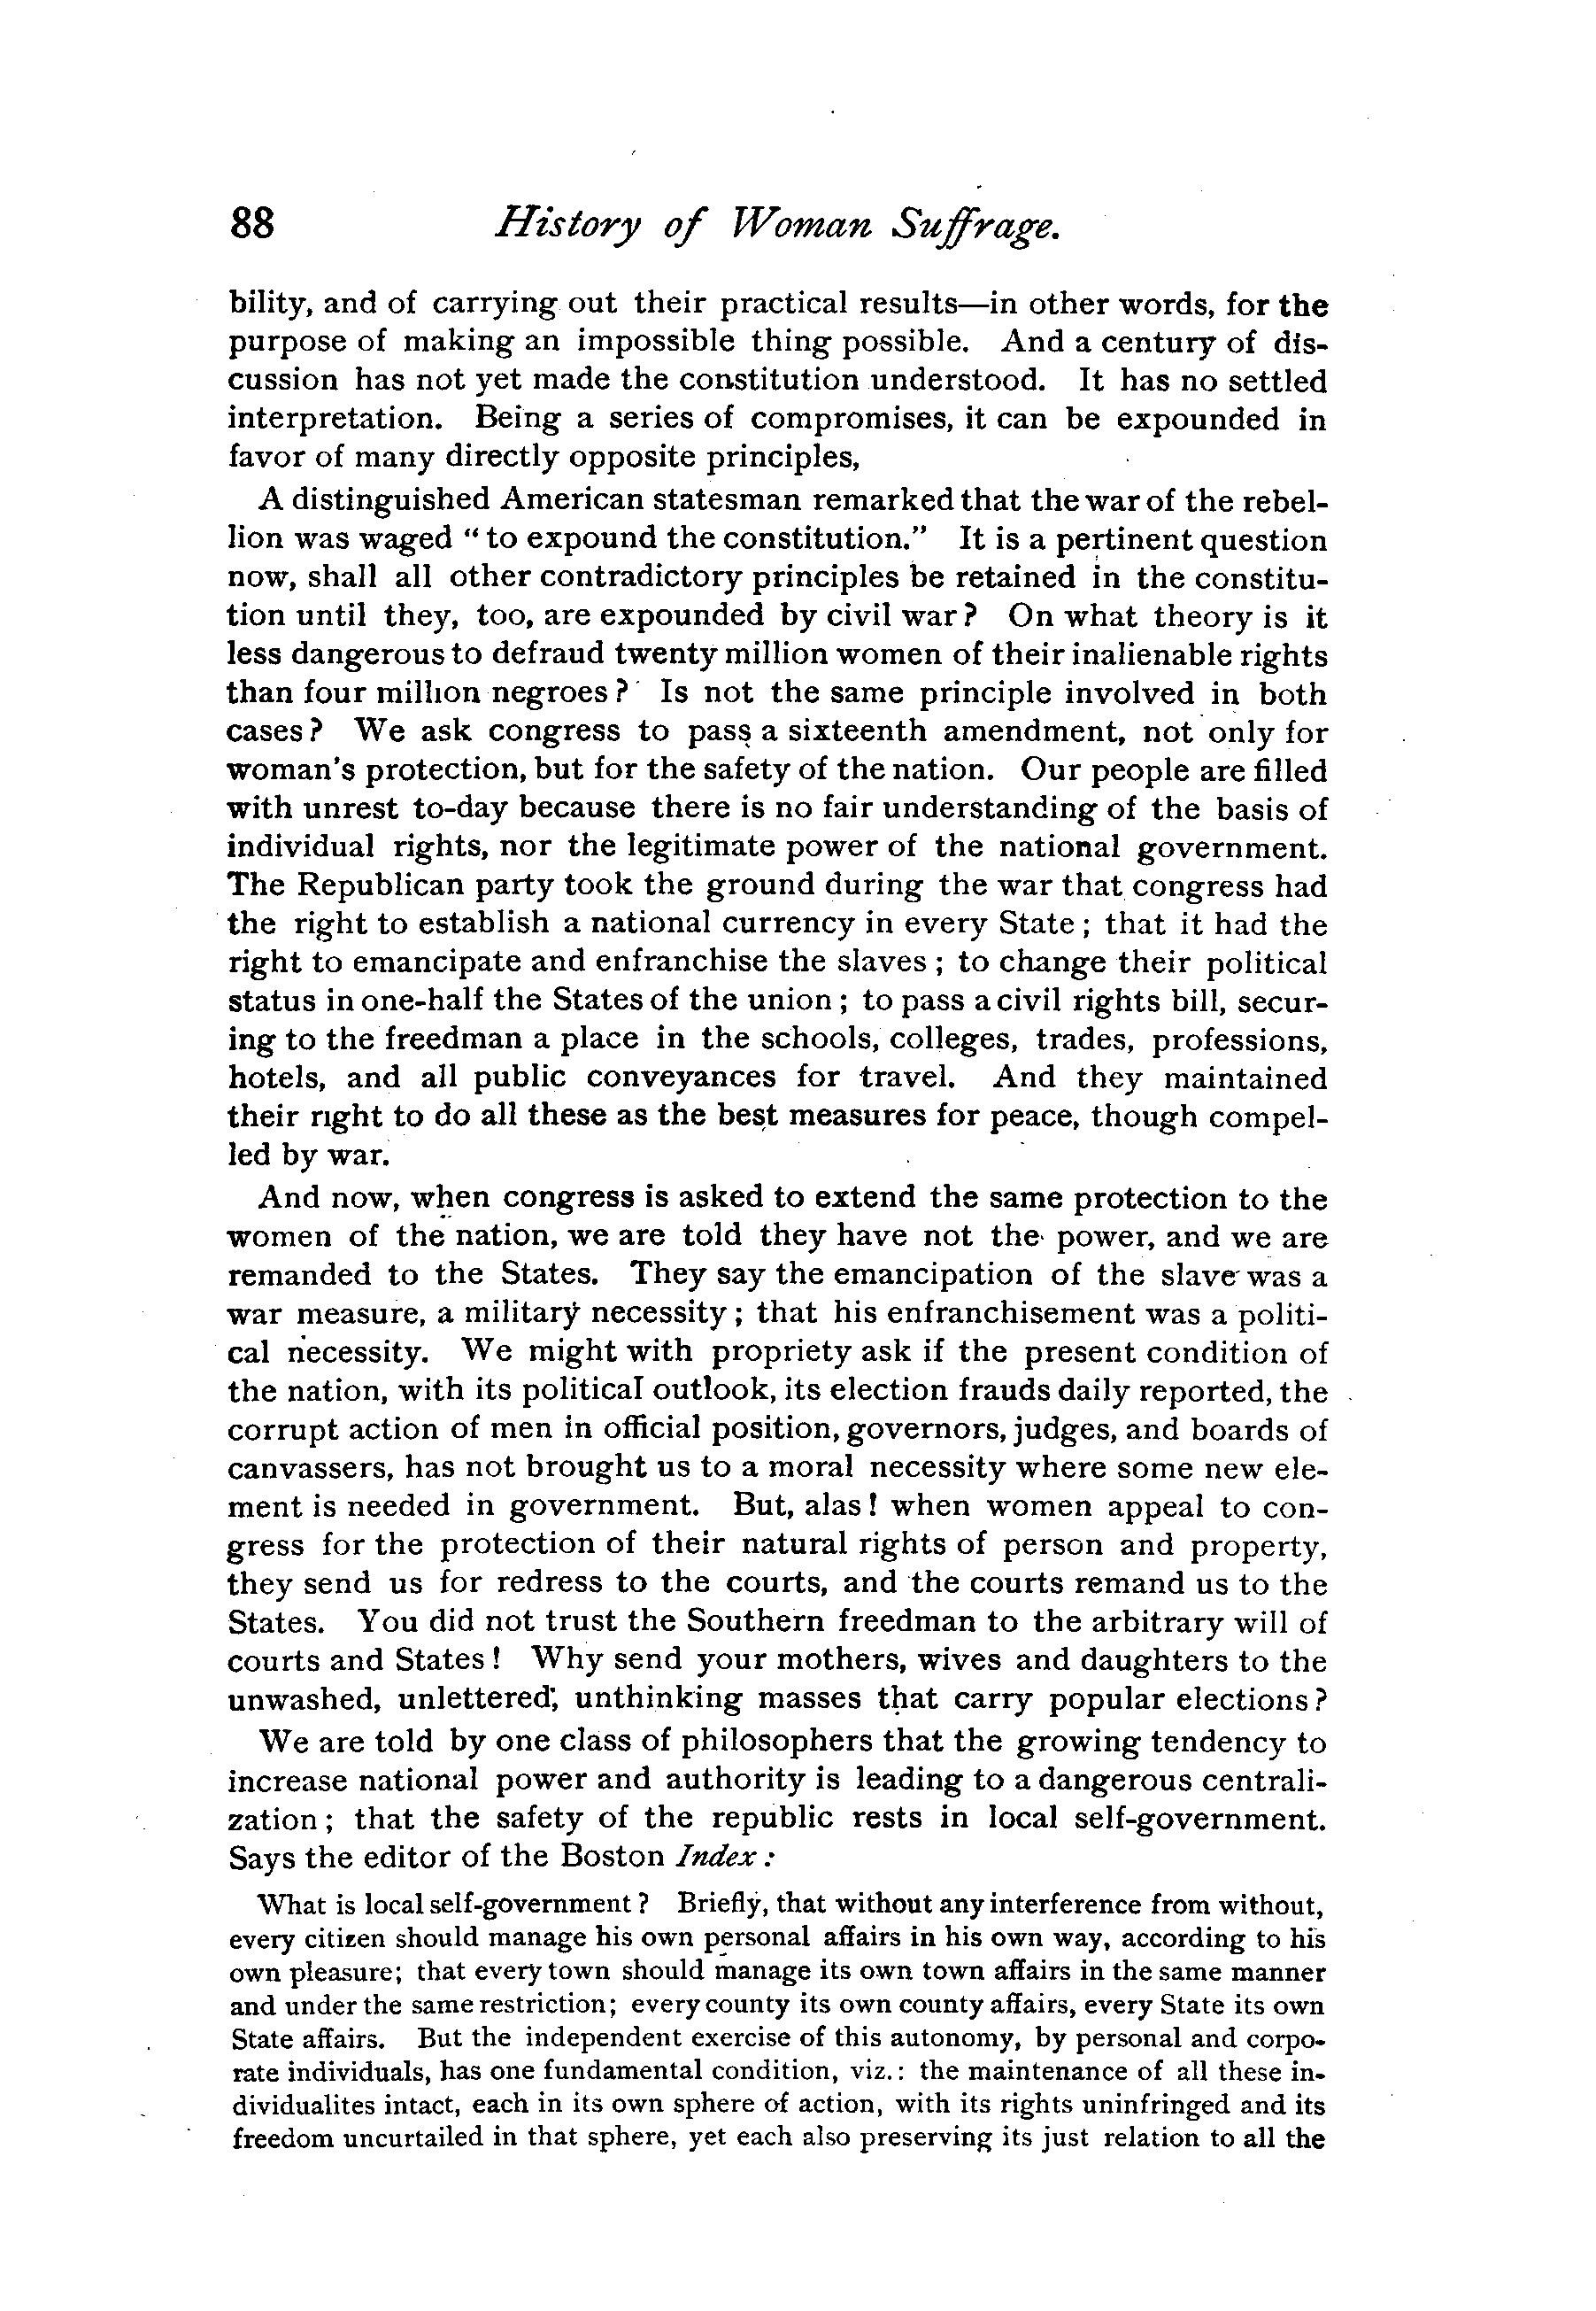 88 History of Woman Suffrage.
bility, and of carrying out their practical results—in other words, for the
purpose of making an impossible thing possible. And a century of dis-
cussion has not yet made the constitution understood. It has no settled
interpretation. Being a series of compromises, it can be expounded in
favor of many directly opposite principles,
A distinguished American statesman remarked that the war of the rebel-
lion was waged “to expound the constitution.” It is a pertinent question
now, shall all other contradictory principles be retained in the constitu-
tion until they, too, are expounded by civil war? On what theory is it
less dangerous to defraud twenty million women of their inalienable rights
than four million negroes? Is not the same principle involved in both
cases? We ask congress to pass a sixteenth amendment, not only for
woman's protection, but for the safety of the nation. Our people are filled
with unrest to-day because there is no fair understanding of the basis of
individual rights, nor the legitimate power of the national government.
The Republican party took the ground during the war that congress had
the right to establish a national currency in every State; that it had the
right to emancipate and enfranchise the slaves; to change their political
status in one-half the States of the union; to pass a civil rights bill, secur-
ing to the freedman a place in the schools, colleges, trades, professions,
hotels, and all public conveyances for travel. And they maintained
their right to do all these as the best measures for peace, though compel-
led by war.
And now, when congress is asked to extend the same protection to the
women of the nation, we are told they have not the power, and we are
remanded to the States. They say the emancipation of the slave was a
war measure, a military necessity; that his enfranchisement was a politi-
cal necessity. We might with propriety ask if the present condition of
the nation, with its political outlook, its election frauds daily reported, the
corrupt action of men in official position, governors, judges, and boards of
canvassers, has not brought us to a moral necessity where some new ele-
ment is needed in government. But, alas! when women appeal to con-
gress for the protection of their natural rights of person and property,
they send us for redress to the courts, and the courts remand us to the
States. You did not trust the Southern freedman to the arbitrary will of
courts and States! Why send your mothers, wives and daughters to the
unwashed, unlettered, unthinking masses that carry popular elections?
We are told by one class of philosophers that the growing tendency to
increase national power and authority is leading to a dangerous centrali-
zation; that the safety of the republic rests in local self-government.
Says the editor of the Boston Index:
What is local self-government? Briefly, that without any interference from without,
every citizen should manage his own personal affairs in his own way, according to his
own pleasure; that every town should manage its own town affairs in the same manner
and under the same restriction; every county its own county affairs, every State its own
State affairs. But the independent exercise of this autonomy, by personal and corpo-
rate individuals, has one fundamental condition, viz.: the maintenance of all these in-
dividualites intact, each in its own sphere of action, with its rights uninfringed and its
freedom uncurtailed in that sphere, yet each also preserving its just relation to all the